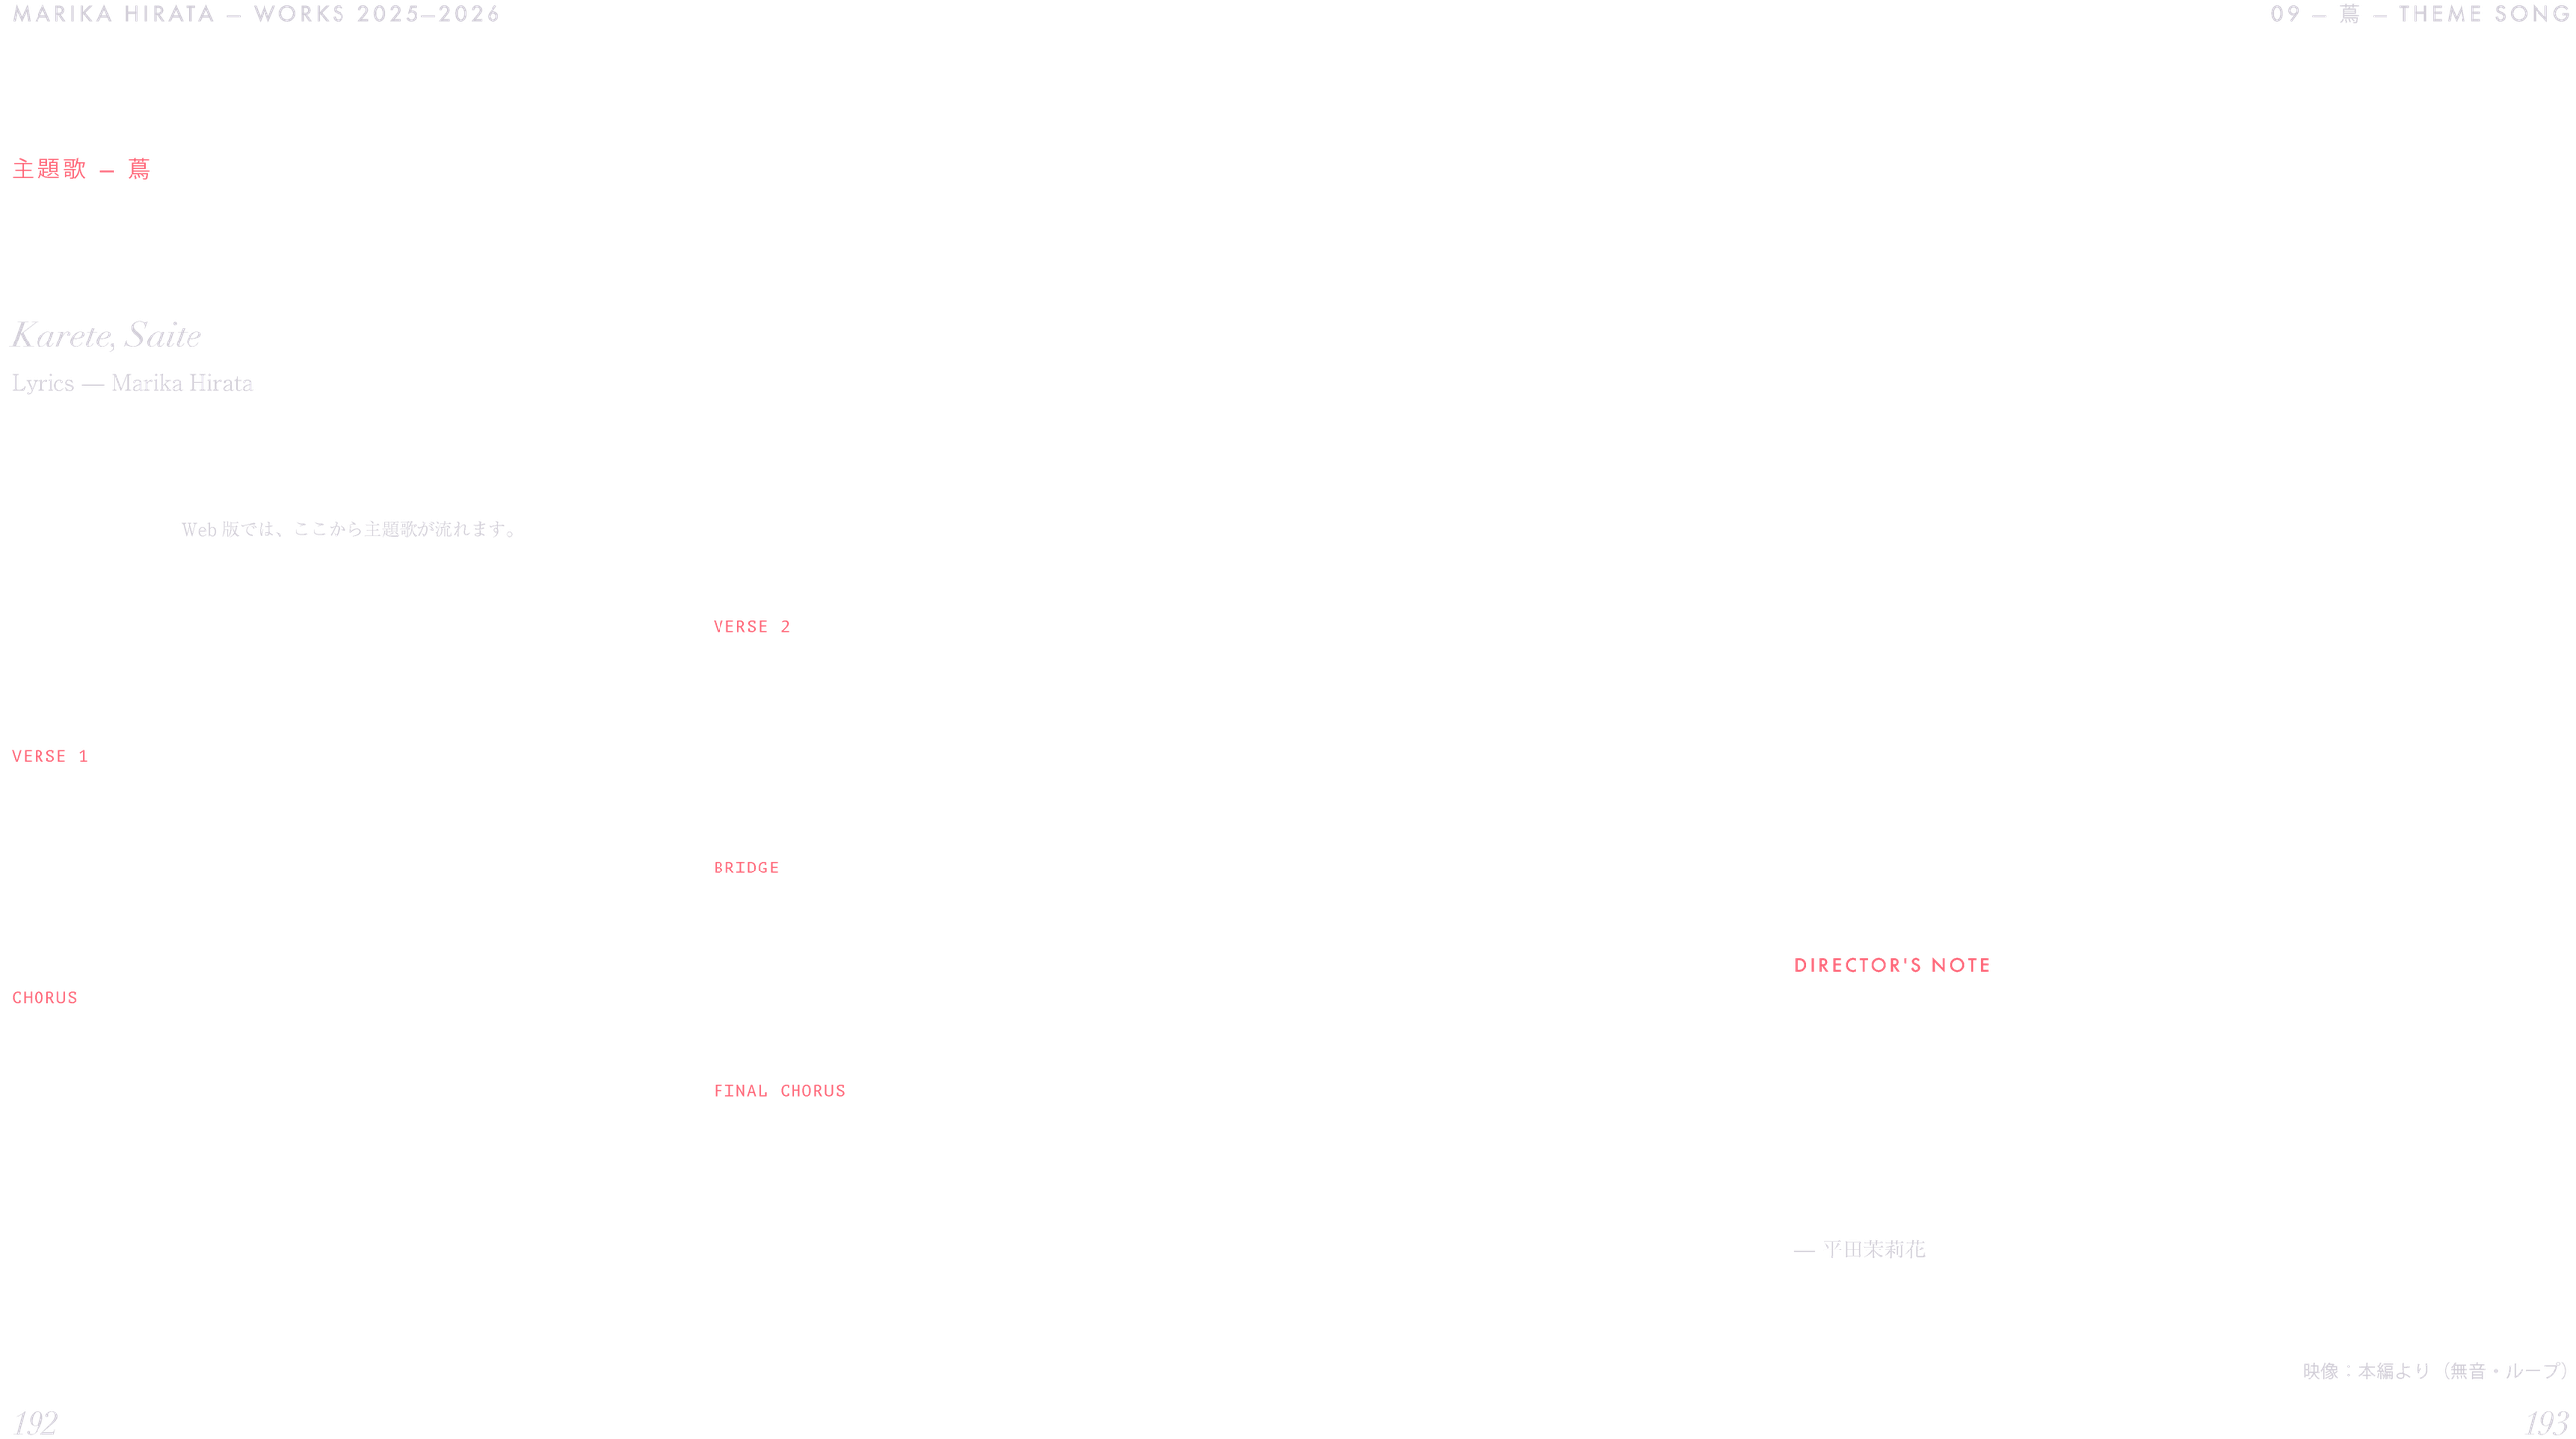 MARIKA HIRATA — WORKS 2025—2026
09 — 蔦 — THEME SONG
主題歌 — 蔦
Karete, Saite
Lyrics — Marika Hirata
Web 版では、ここから主題歌が流れます。
VERSE 1
CHORUS
VERSE 2
BRIDGE
FINAL CHORUS
DIRECTOR'S NOTE
— 平田茉莉花
映像：本編より（無音・ループ）
192
193